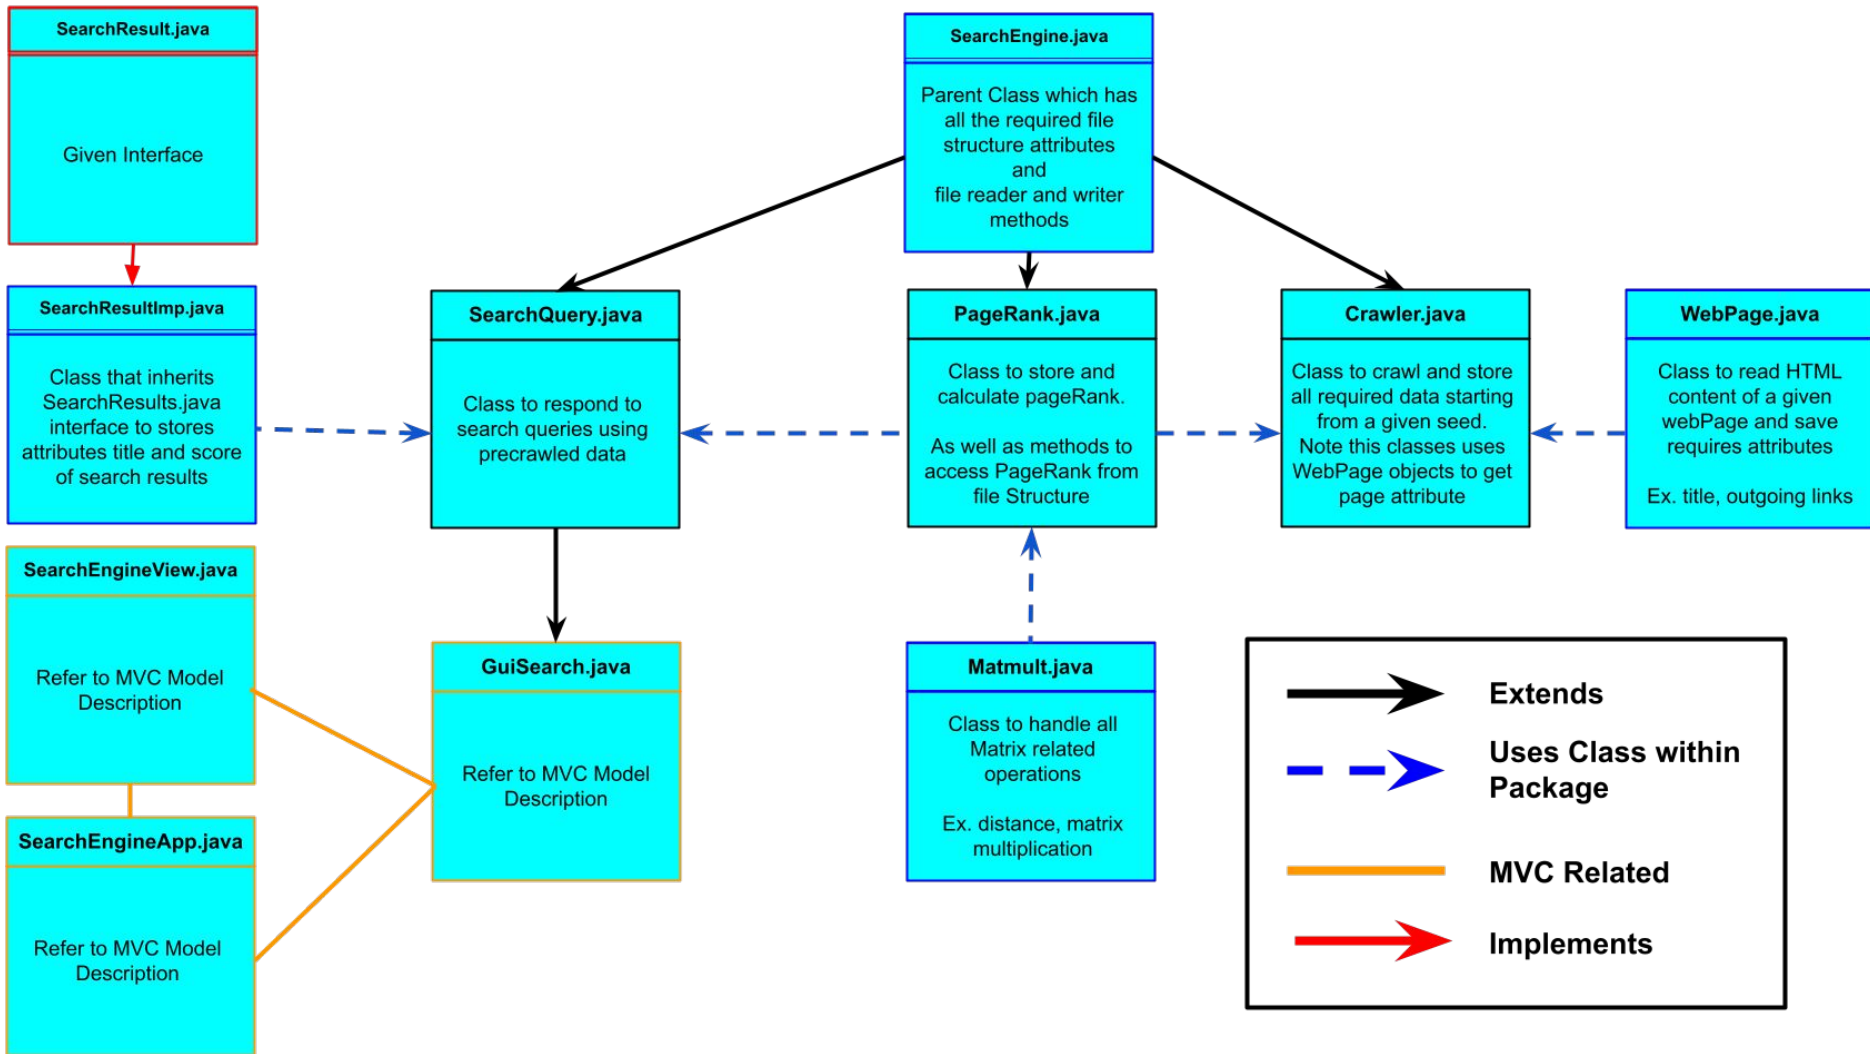 SearchResult.java
Given Interface
SearchEngine.java
Parent Class which has
all the required file
structure attributes
and
file reader and writer
methods
SearchResultImp.java
Class that inherits
SearchResults.java
interface to stores
attributes title and score
of search results
SearchQuery.java
Class to respond to
search queries using
precrawled data
PageRank.java
Class to store and
calculate pageRank.
As well as methods to
access PageRank from
file Structure
Crawler.java
Class to crawl and store
all required data starting
from a given seed.
Note this classes uses
WebPage objects to get
page attribute
WebPage.java
Class to read HTML
content of a given
webPage and save
requires attributes
Ex. title, outgoing links
SearchEngineView.java
Refer to MVC Model
Description
GuiSearch.java
Refer to MVC Model
Description
Matmult.java
Class to handle all
Matrix related
operations
Ex. distance, matrix
multiplication
SearchEngineApp.java
Refer to MVC Model
Description
Extends
Uses Class within
Package
MVC Related
Implements